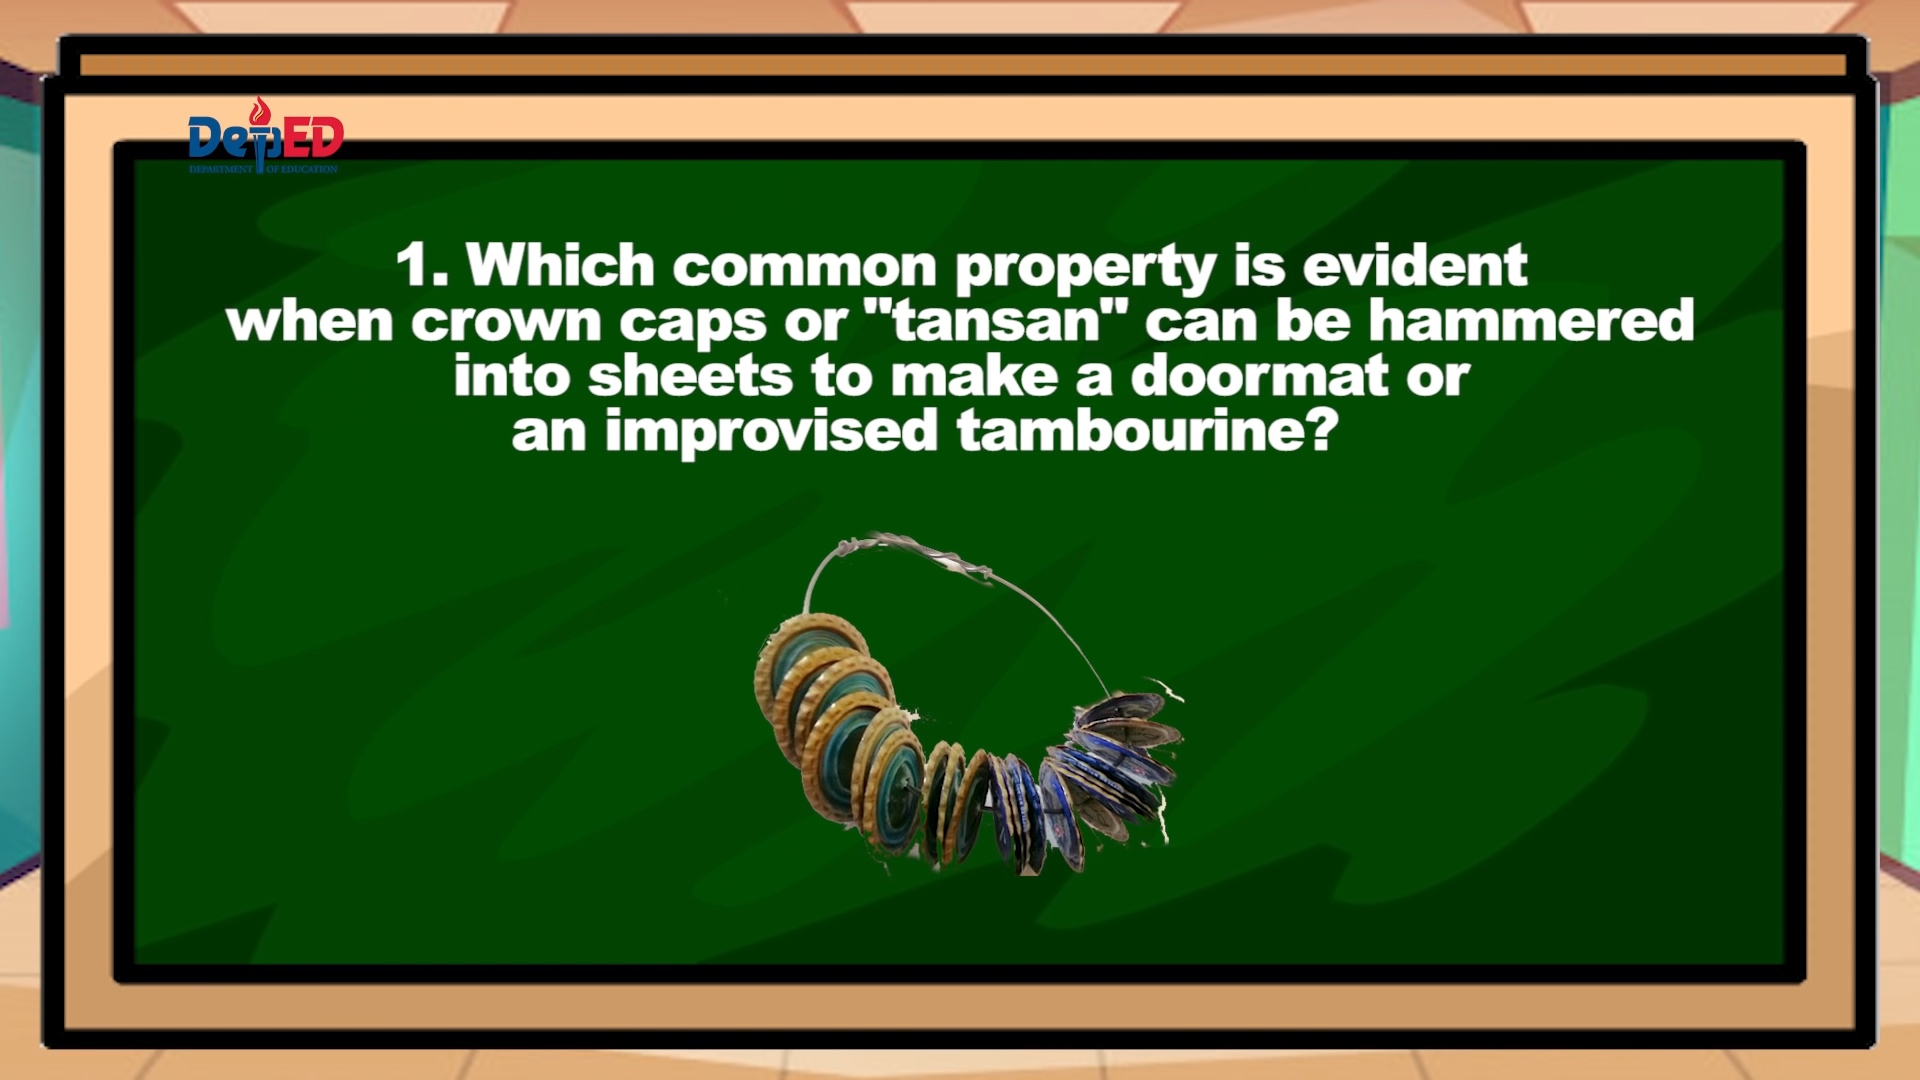 DepED
DEPARTMENT OF EDUCATION
1. Which common property is evident
when crown caps or "tansan" can be hammered
into sheets to make a doormat or
an improvised tambourine?